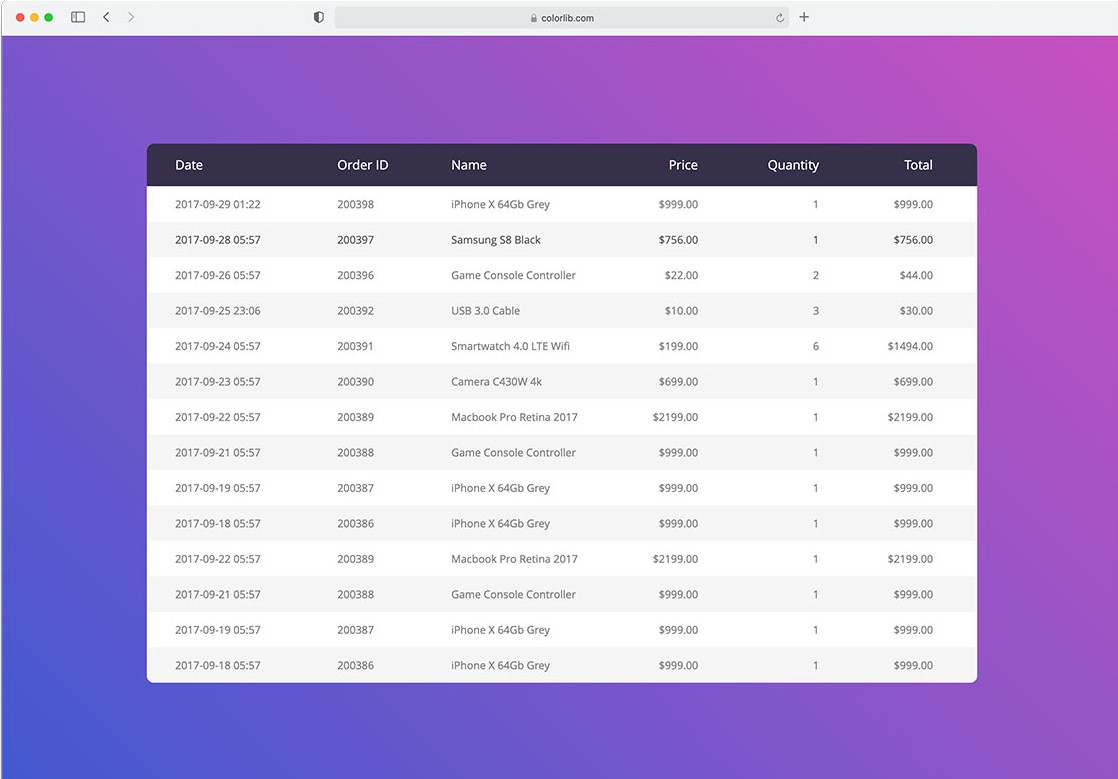 colorlib.com
Date Order ID Name Price Quantity Total
2017-09-29 01:22 200398 iPhone X 64Gb Grey $999.00 1 $999.00
2017-09-28 05:57 200397 Samsung S8 Black $756.00 1 $756.00
2017-09-26 05:57 200396 Game Console Controller $22.00 2 $44.00
2017-09-25 23:06 200392 USB 3.0 Cable $10.00 3 $30.00
2017-09-24 05:57 200391 Smartwatch 4.0 LTE Wifi $199.00 6 $1494.00
2017-09-23 05:57 200390 Camera C430W 4k $699.00 1 $699.00
2017-09-22 05:57 200389 Macbook Pro Retina 2017 $2199.00 1 $2199.00
2017-09-21 05:57 200388 Game Console Controller $999.00 1 $999.00
2017-09-19 05:57 200387 iPhone X 64Gb Grey $999.00 1 $999.00
2017-09-18 05:57 200386 iPhone X 64Gb Grey $999.00 1 $999.00
2017-09-22 05:57 200389 Macbook Pro Retina 2017 $2199.00 1 $2199.00
2017-09-21 05:57 200388 Game Console Controller $999.00 1 $999.00
2017-09-19 05:57 200387 iPhone X 64Gb Grey $999.00 1 $999.00
2017-09-18 05:57 200386 iPhone X 64Gb Grey $999.00 1 $999.00